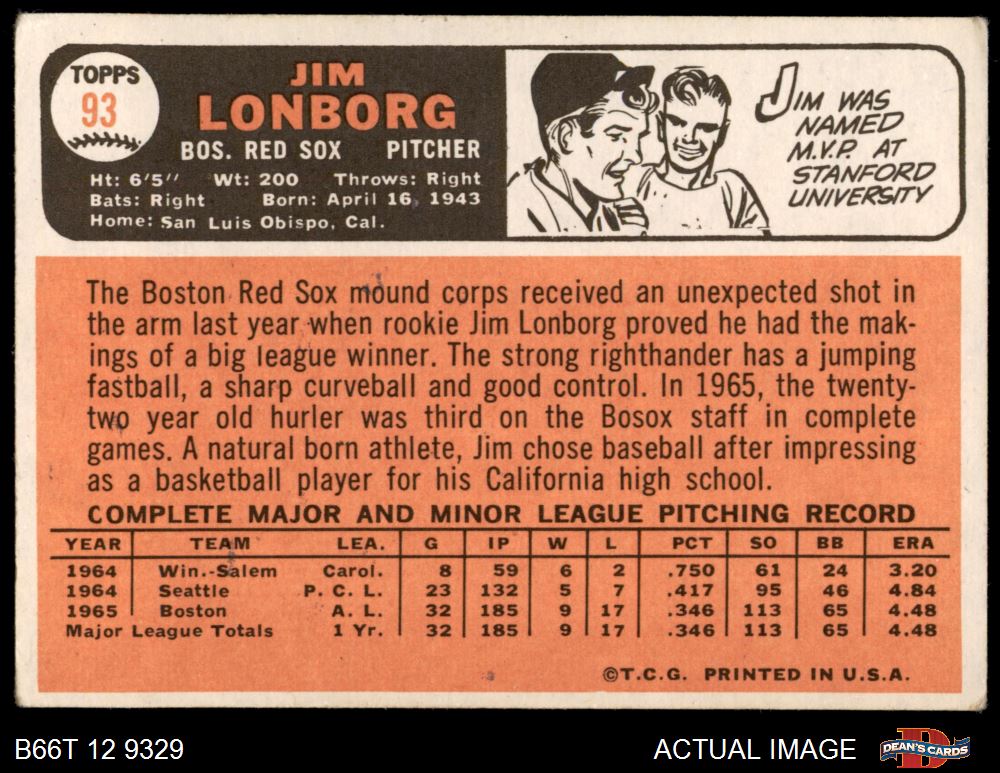 TOPPS
93
JIM
LONBORG
BOS. RED SOX PITCHER
Ht: 6'5'' Wt: 200 Throws: Right
Bats: Right Born: April 16, 1943
Home: San Luis Obispo, Cal.
JIM WAS
NAMED
M.V.P. AT
STANFORD
UNIVERSITY
The Boston Red Sox mound corps received an unexpected shot in
the arm last year when rookie Jim Lonborg proved he had the mak-
ings of a big league winner. The strong righthander has a jumping
fastball, a sharp curveball and good control. In 1965, the twenty-
two year old hurler was third on the Bosox staff in complete
games. A natural born athlete, Jim chose baseball after impressing
as a basketball player for his California high school.
COMPLETE MAJOR AND MINOR LEAGUE PITCHING RECORD
YEAR TEAM LEA. G IP W L PCT SO BB ERA
1964 Win.-Salem Carol. 8 59 6 2 .750 61 24 3.20
1964 Seattle P. C. L. 23 132 5 7 .417 95 46 4.84
1965 Boston A. L. 32 185 9 17 .346 113 65 4.48
Major League Totals 1 Yr. 32 185 9 17 .346 113 65 4.48
©T.C.G. PRINTED IN U.S.A.
B66T 12 9329
ACTUAL IMAGE
DEAN'S CARDS